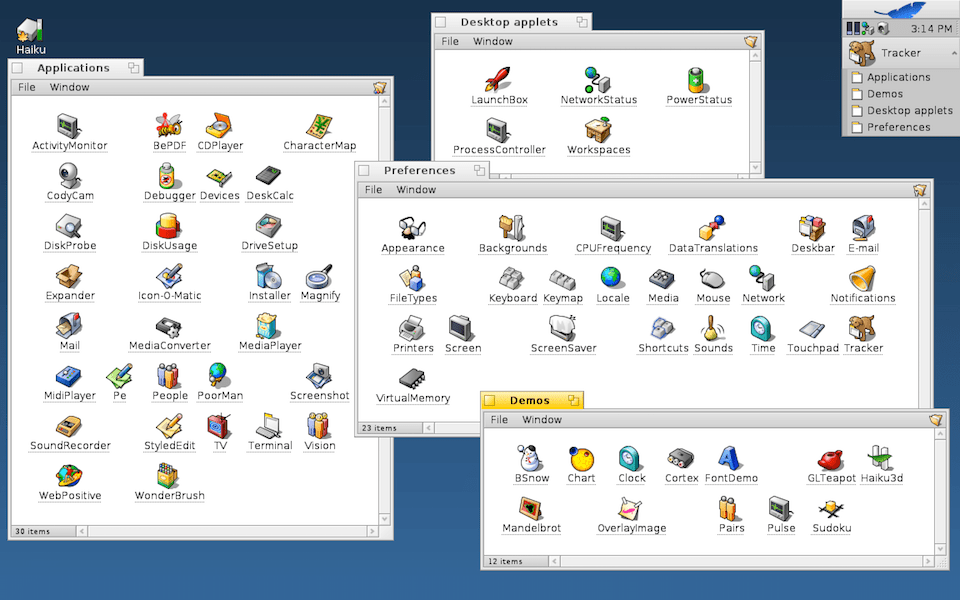 Haiku
Applications
File Window
ActivityMonitor BePDF CDPlayer CharacterMap
CodyCam Debugger Devices DeskCalc
DiskProbe DiskUsage DriveSetup
Expander Icon-O-Matic Installer Magnify
Mail MediaConverter MediaPlayer
MidiPlayer Pe People PoorMan Screenshot
SoundRecorder StyledEdit TV Terminal Vision
WebPositive WonderBrush
30 items
Desktop applets
File Window
LaunchBox NetworkStatus PowerStatus
ProcessController Workspaces
3:14 PM
Tracker
Applications
Demos
Desktop applets
Preferences
Preferences
File Window
Appearance Backgrounds CPUFrequency DataTranslations Deskbar E-mail
FileTypes Keyboard Keymap Locale Media Mouse Network Notifications
Printers Screen ScreenSaver Shortcuts Sounds Time Touchpad Tracker
VirtualMemory
23 items
Demos
File Window
BSnow Chart Clock Cortex FontDemo GLTeapot Haiku3d
Mandelbrot OverlayImage Pairs Pulse Sudoku
12 items